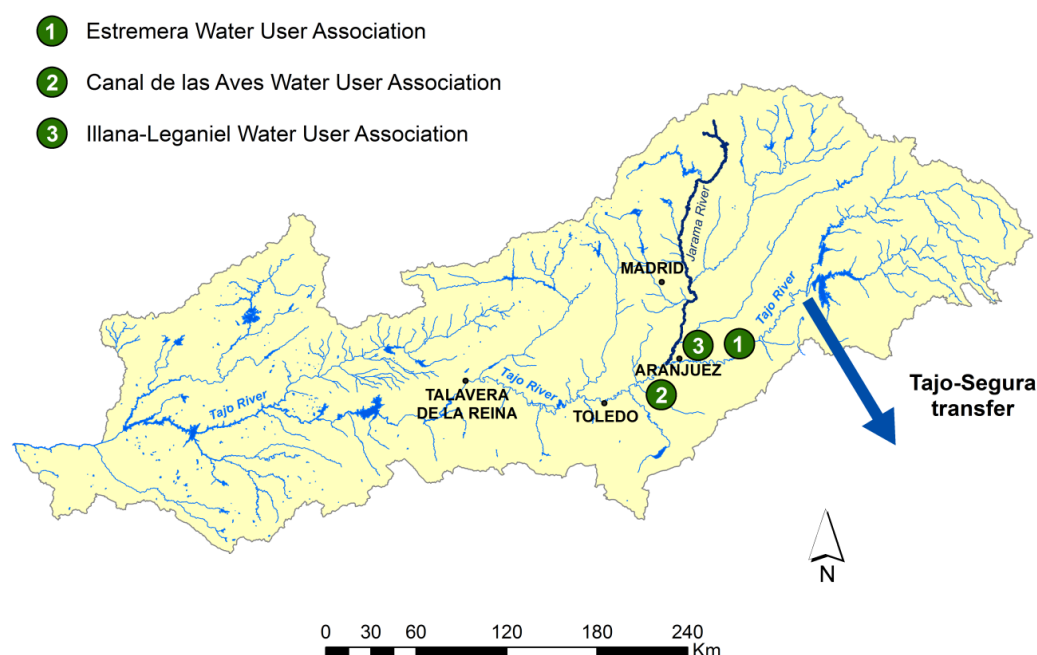 1 Estremera Water User Association
2 Canal de las Aves Water User Association
3 Illana-Leganiel Water User Association
Jarama River
MADRID
Tajo River
3
1
ARANJUEZ
2
Tajo River
TALAVERA
DE LA REINA
TOLEDO
Tajo River
Tajo-Segura
transfer
N
0 30 60 120 180 240
Km